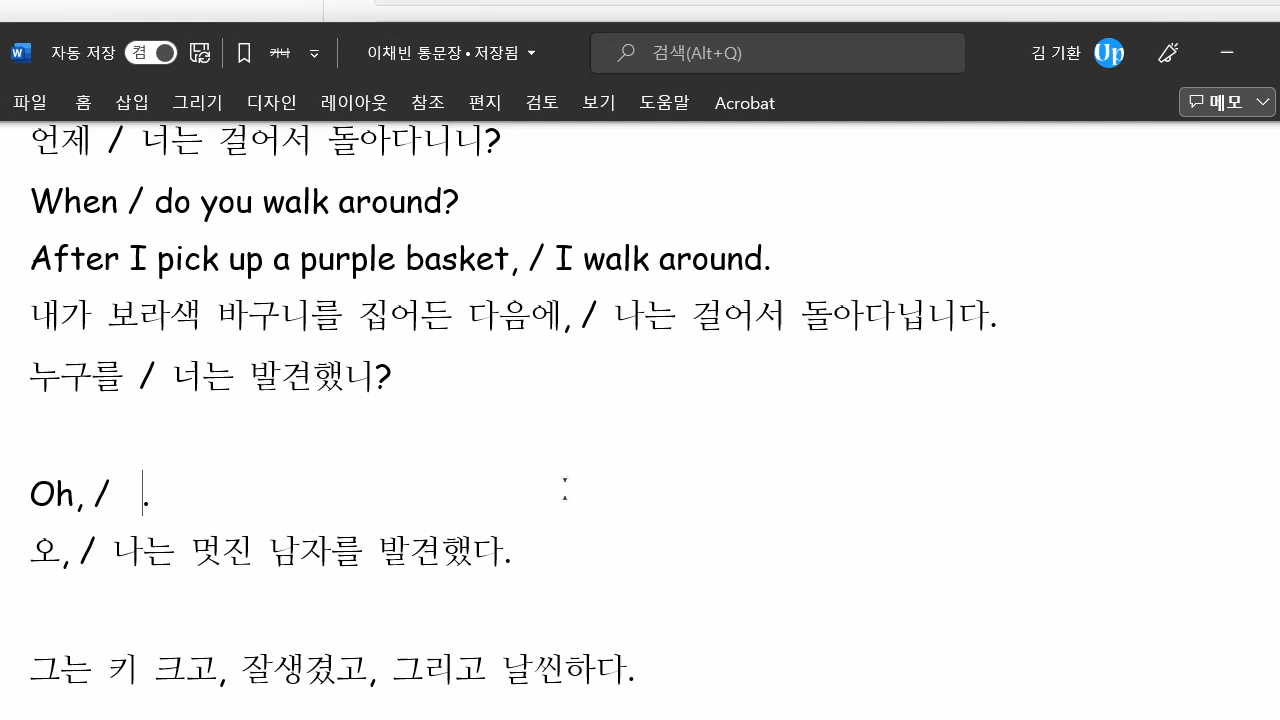 자동 저장 켬 가나 이채빈 통문장 • 저장됨 검색(Alt+Q) 김 기환 Up
파일 홈 삽입 그리기 디자인 레이아웃 참조 편지 검토 보기 도움말 Acrobat 메모
언제 / 너는 걸어서 돌아다니니?
When / do you walk around?
After I pick up a purple basket, / I walk around.
내가 보라색 바구니를 집어든 다음에, / 나는 걸어서 돌아다닙니다.
누구를 / 너는 발견했니?
Oh, / .
오, / 나는 멋진 남자를 발견했다.
그는 키 크고, 잘생겼고, 그리고 날씬하다.